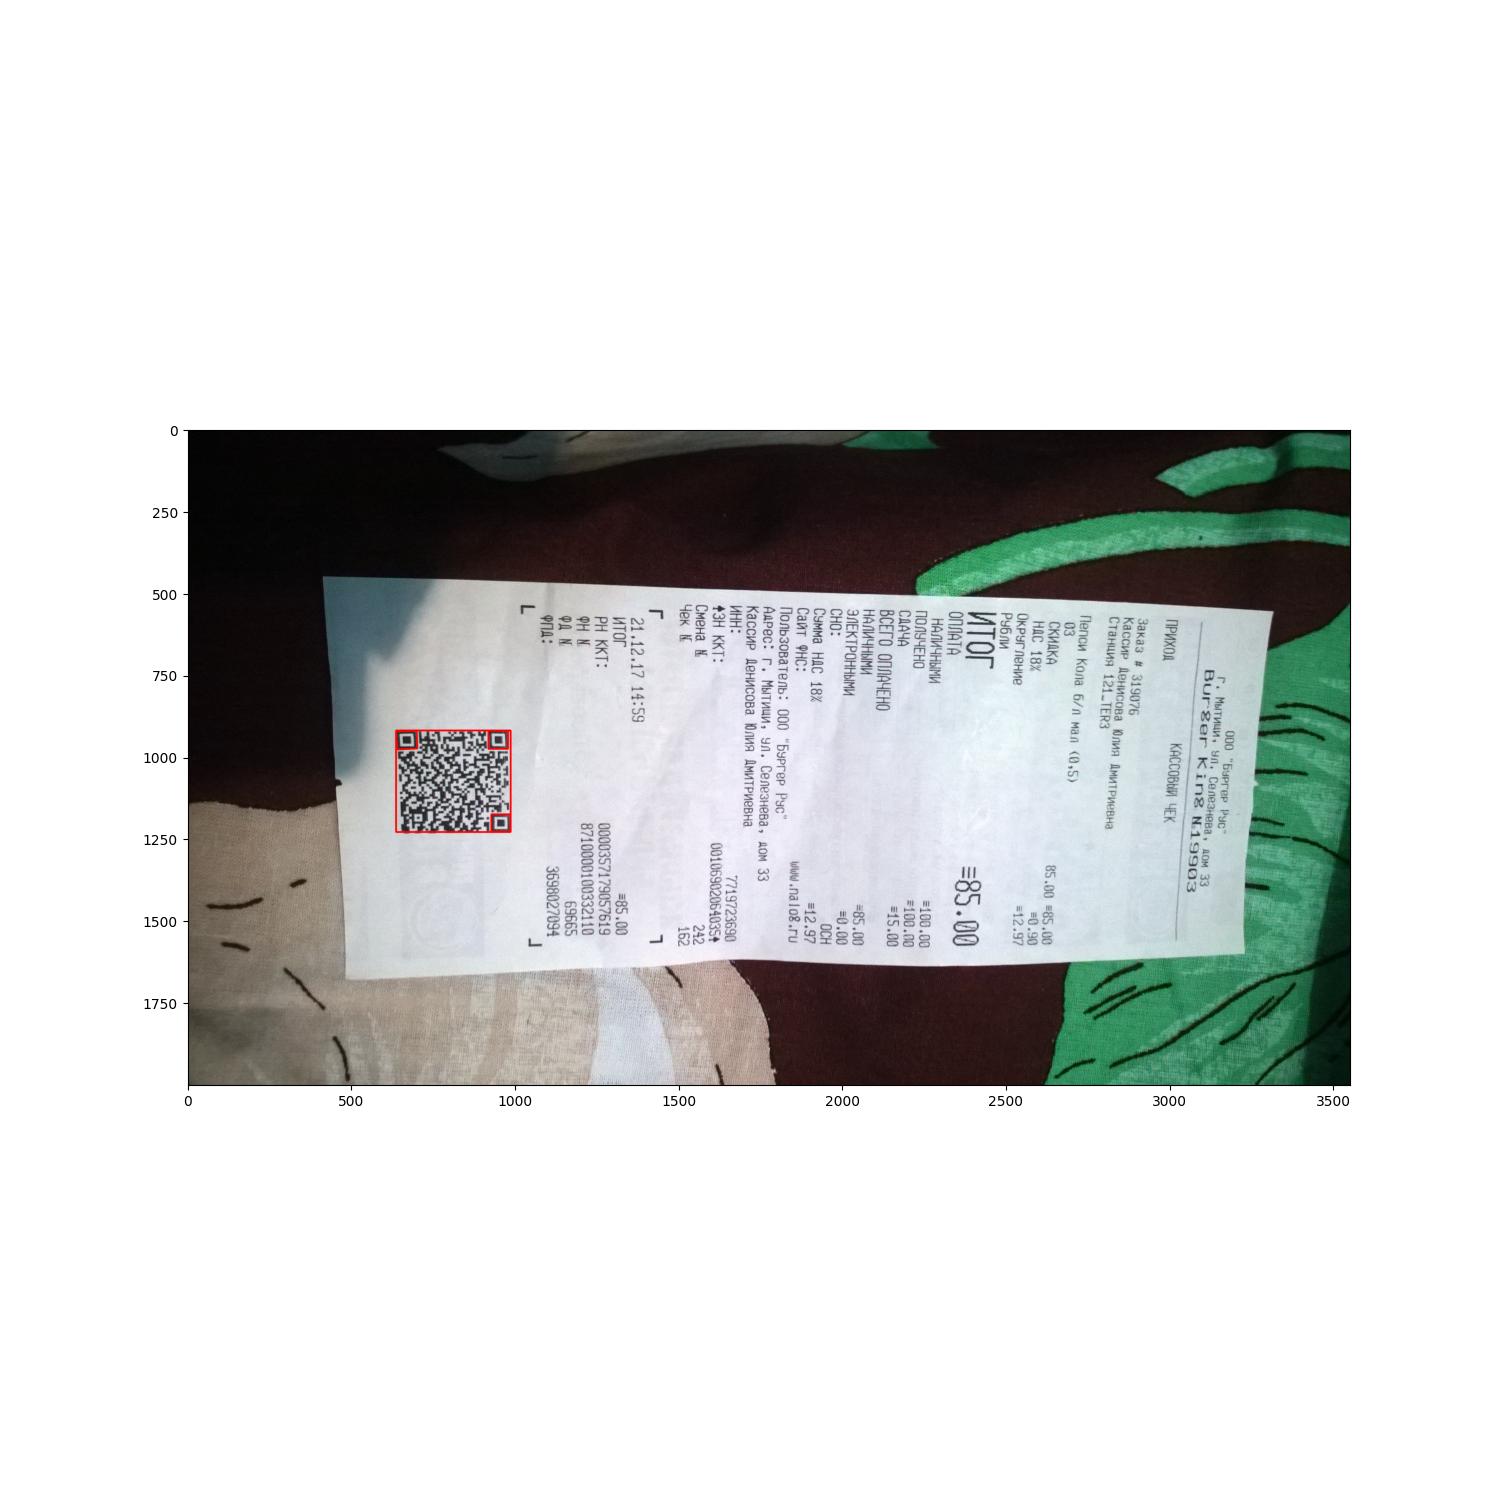 ООО "Бургер Рус"
г. Мытищи, ул. Селезнева, дом 33
Burger King №19903
КАССОВЫЙ ЧЕК
ПРИХОД
Заказ # 319076
Кассир Денисова Юлия Дмитриевна
Станция 121_TER3
Пепси Кола б/л мал (0,5)
03 85.00 ≡85.00
СКИДКА ≡0.90
НДС 18% ≡12.97
Округление
Рубли
ИТОГ ≡85.00
ОПЛАТА
НАЛИЧНЫМИ ≡100.00
ПОЛУЧЕНО ≡100.00
СДАЧА ≡15.00
ВСЕГО ОПЛАЧЕНО
НАЛИЧНЫМИ ≡85.00
ЭЛЕКТРОННЫМИ ≡0.00
СНО: ОСН
Сумма НДС 18% ≡12.97
Сайт ФНС: www.nalog.ru
Пользователь: ООО "Бургер Рус"
Адрес: г. Мытищи, ул. Селезнева, дом 33
Кассир Денисова Юлия Дмитриевна
ИНН: 7719723690
♠ЗН ККТ: 00106902064035♠
Смена № 242
Чек № 162
21.12.17 14:59
ИТОГ ≡85.00
РН ККТ: 0000357179057619
ФН № 8710000100332110
ФД № 69665
ФПД: 3698027094
0
250
500
750
1000
1250
1500
1750
0 500 1000 1500 2000 2500 3000 3500